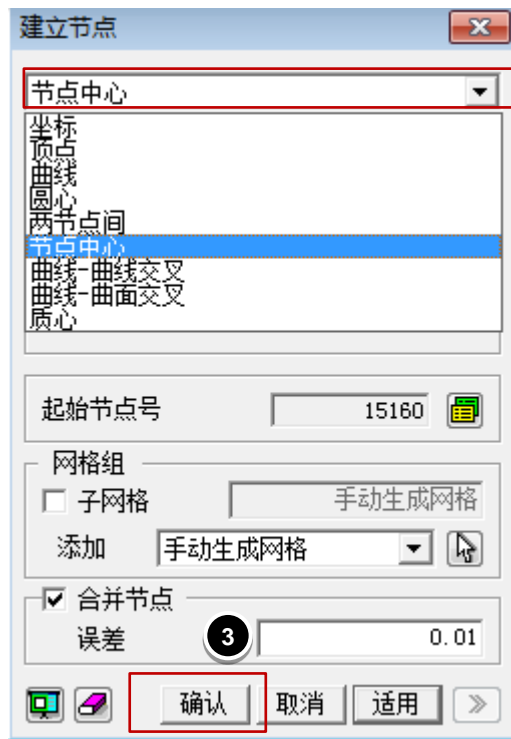 建立节点
节点中心
坐标
顶点
曲线
圆心
两节点间
节点中心
曲线-曲线交叉
曲线-曲面交叉
质心
起始节点号 15160
网格组
子网格 手动生成网格
添加 手动生成网格
合并节点
误差 3 0.01
确认 取消 适用